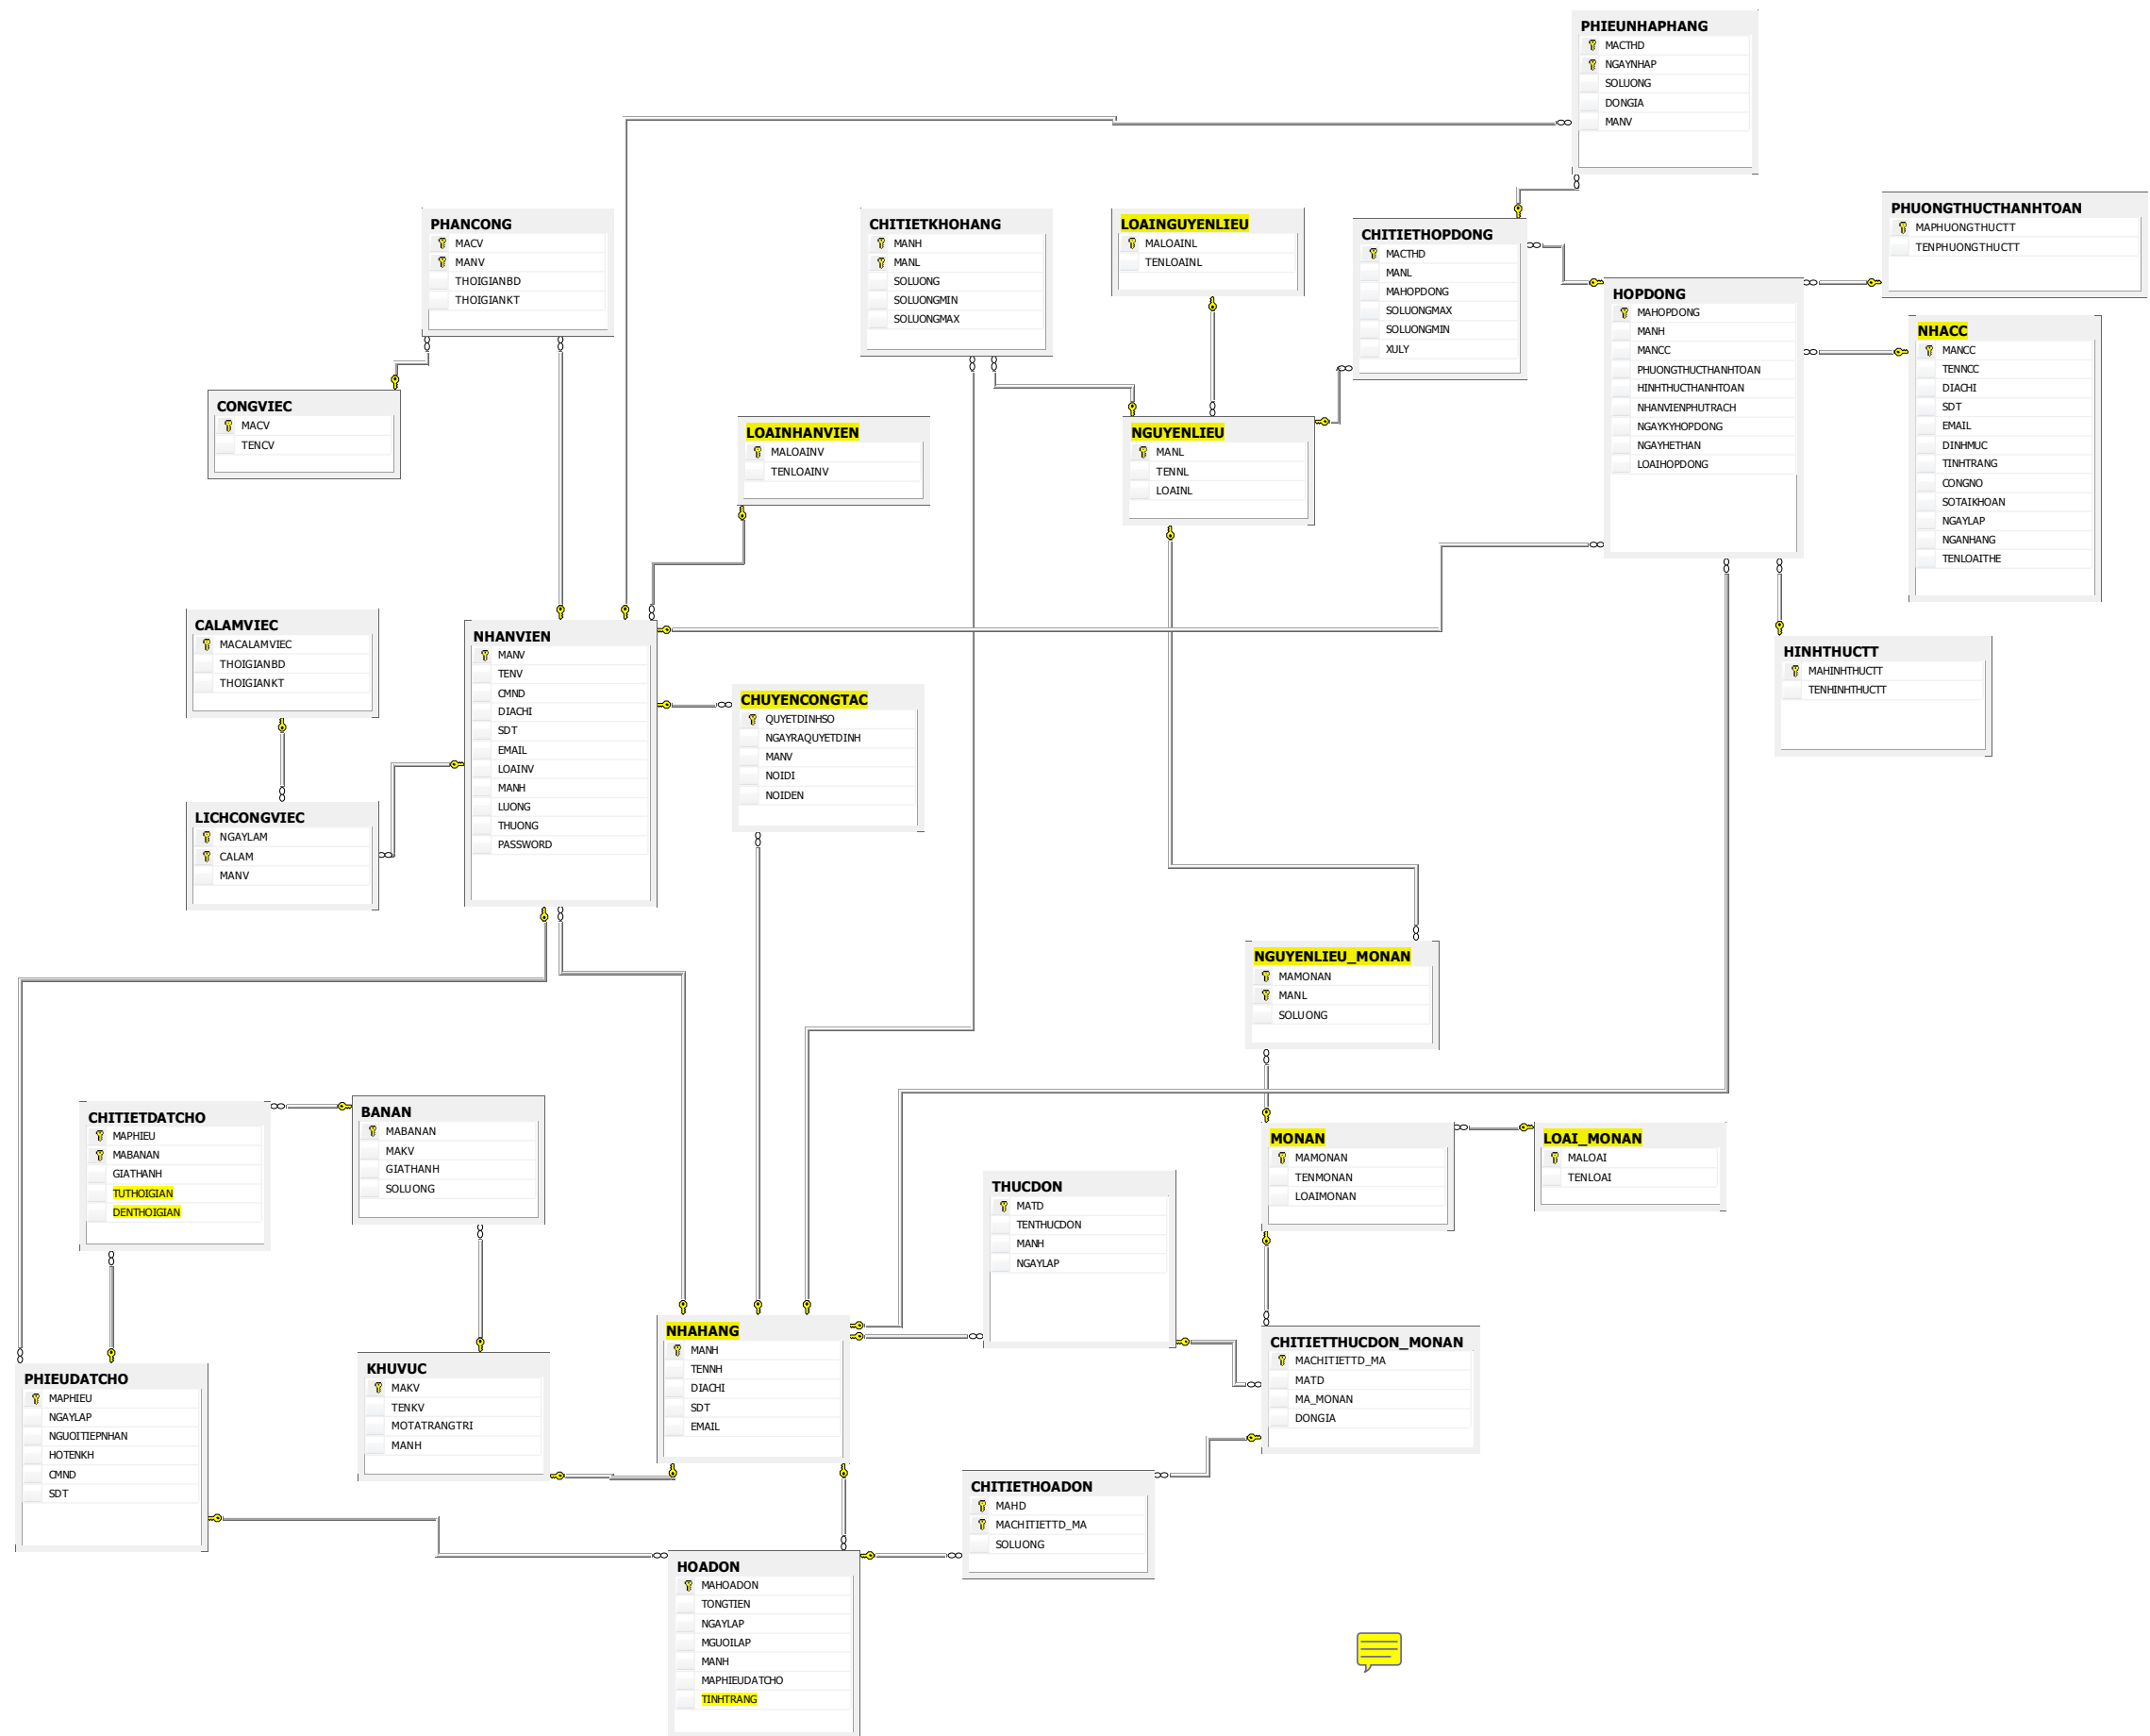 PHIEUNHAPHANG
MACTHD
NGAYNHAP
SOLUONG
DONGIA
MANV
PHANCONG
MACV
MANV
THOIGIANBD
THOIGIANKT
CHITIETKHOHANG
MANH
MANL
SOLUONG
SOLUONGMIN
SOLUONGMAX
LOAINGUYENLIEU
MALOAINL
TENLOAINL
CHITIETHOPDONG
MACTHD
MANL
MAHOPDONG
SOLUONGMAX
SOLUONGMIN
XULY
PHUONGTHUCTHANHTOAN
MAPHUONGTHUCTT
TENPHUONGTHUCTT
HOPDONG
MAHOPDONG
MANH
MANCC
PHUONGTHUCTHANHTOAN
HINHTHUCTHANHTOAN
NHANVIENPHUTRACH
NGAYKYHOPDONG
NGAYHETHAN
LOAIHOPDONG
NHACC
MANCC
TENNCC
DIACHI
SDT
EMAIL
DINHMUC
TINHTRANG
CONGNO
SOTAIKHOAN
NGAYLAP
NGANHANG
TENLOAITHE
CONGVIEC
MACV
TENCV
LOAINHANVIEN
MALOAINV
TENLOAINV
NGUYENLIEU
MANL
TENNL
LOAINL
CALAMVIEC
MACALAMVIEC
THOIGIANBD
THOIGIANKT
NHANVIEN
MANV
TENV
CMND
DIACHI
SDT
EMAIL
LOAINV
MANH
LUONG
THUONG
PASSWORD
CHUYENCONGTAC
QUYETDINHSO
NGAYRAQUYETDINH
MANV
NOIDI
NOIDEN
HINHTHUCTT
MAHINHTHUCTT
TENHINHTHUCTT
LICHCONGVIEC
NGAYLAM
CALAM
MANV
NGUYENLIEU_MONAN
MAMONAN
MANL
SOLUONG
CHITIETDATCHO
MAPHIEU
MABANAN
GIATHANH
TUTHOIGIAN
DENTHOIGIAN
BANAN
MABANAN
MAKV
GIATHANH
SOLUONG
MONAN
MAMONAN
TENMONAN
LOAIMONAN
LOAI_MONAN
MALOAI
TENLOAI
THUCDON
MATD
TENTHUCDON
MANH
NGAYLAP
NHAHANG
MANH
TENNH
DIACHI
SDT
EMAIL
CHITIETTHUCDON_MONAN
MACHITIETTD_MA
MATD
MA_MONAN
DONGIA
PHIEUDATCHO
MAPHIEU
NGAYLAP
NGUOITIEPNHAN
HOTENKH
CMND
SDT
KHUVUC
MAKV
TENKV
MOTATRANGTRI
MANH
CHITIETHOADON
MAHD
MACHITIETTD_MA
SOLUONG
HOADON
MAHOADON
TONGTIEN
NGAYLAP
MGUOILAP
MANH
MAPHIEUDATCHO
TINHTRANG